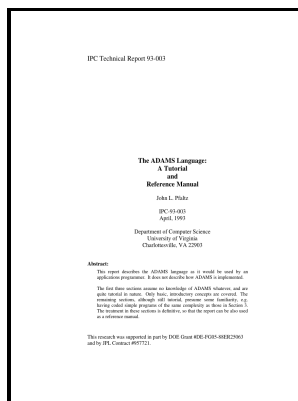 IPC Technical Report 93-003
The ADAMS Language:
A Tutorial
and
Reference Manual
John L. Pfaltz
IPC-93-003
April, 1993
Department of Computer Science
University of Virginia
Charlottesville, VA 22903
Abstract:
This report describes the ADAMS language as it would be used by an
applications programmer. It does not describe how ADAMS is implemented.
The first three sections assume no knowledge of ADAMS whatever, and are
quite tutorial in nature. Only basic, introductory concepts are covered. The
remaining sections, although still tutorial, presume some familiarity, e.g.
having coded simple programs of the same complexity as those in Section 3.
The treatment in these sections is definitive, so that the report can be also used
as a reference manual.
This research was supported in part by DOE Grant #DE-FG05-88ER25063
and by JPL Contract #957721.